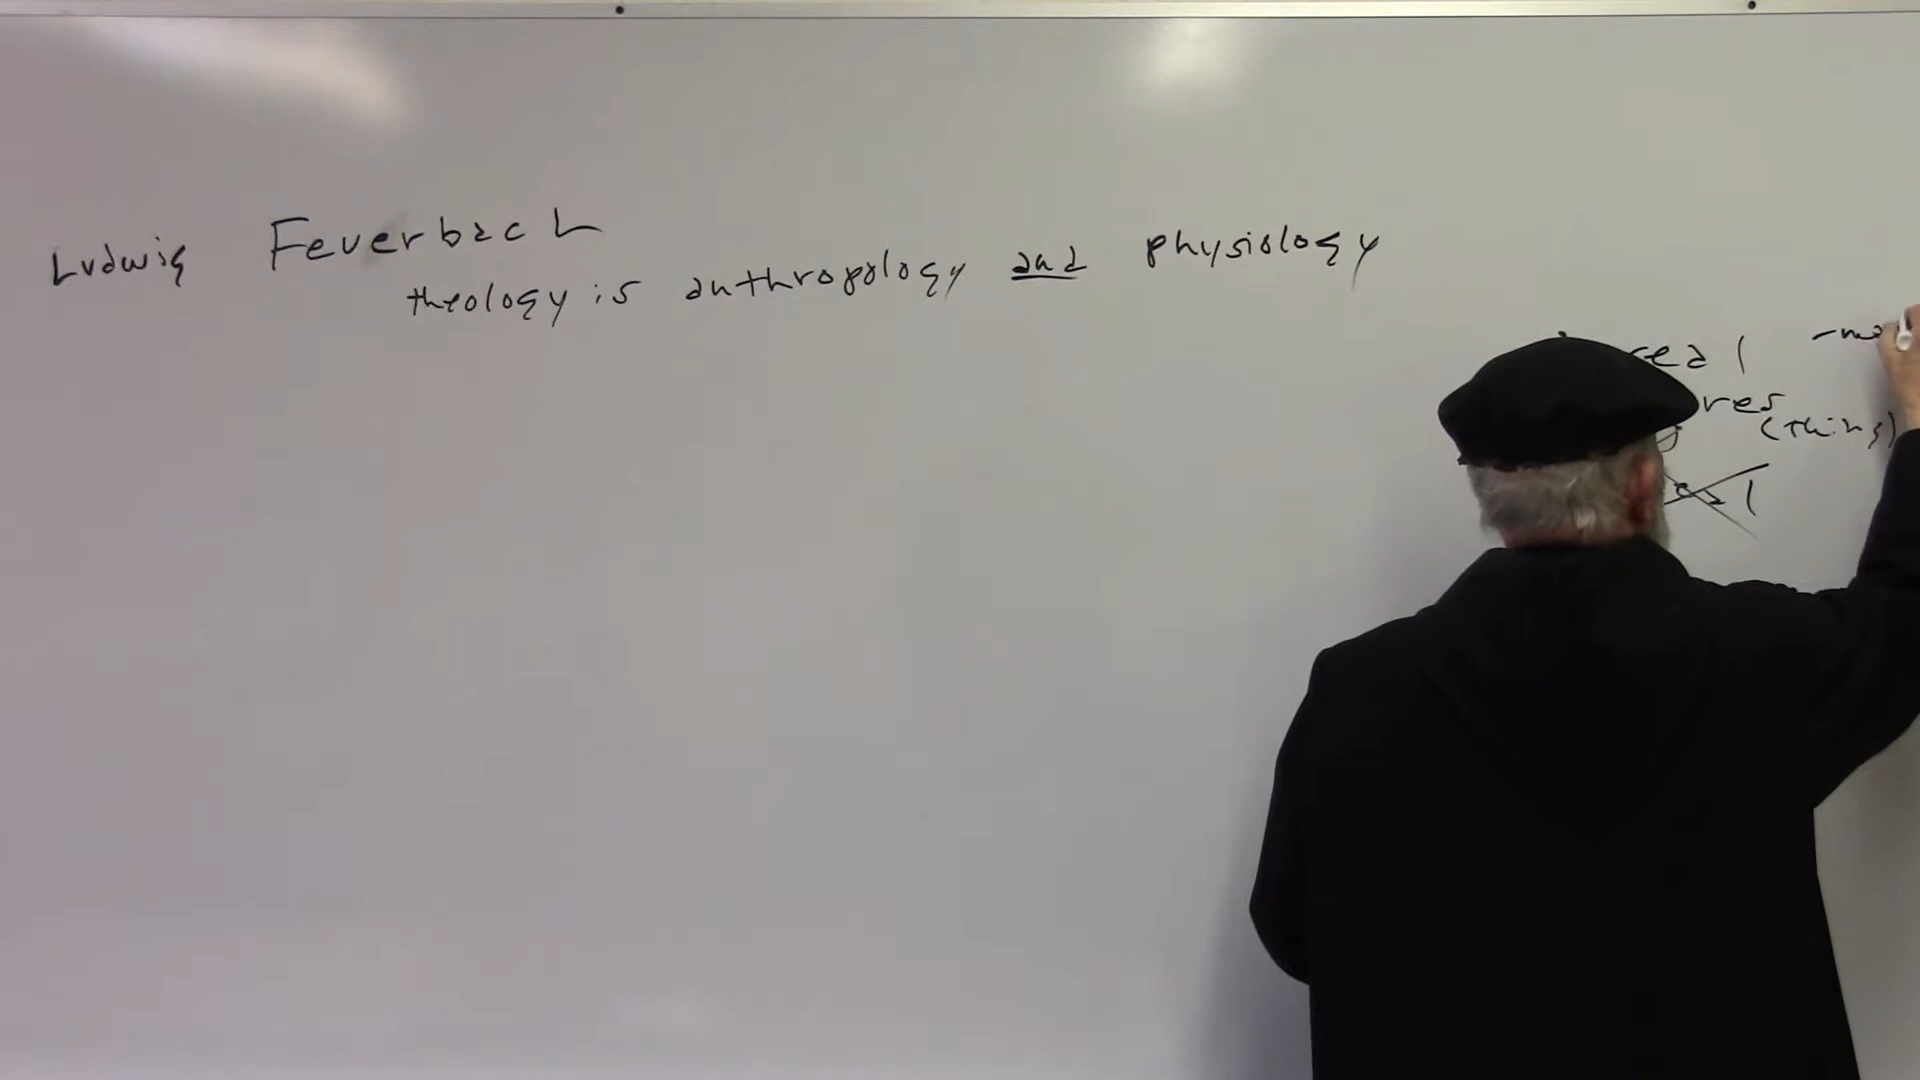 Ludwig Feuerbach
theology is anthropology and physiology
real
res
(thing)